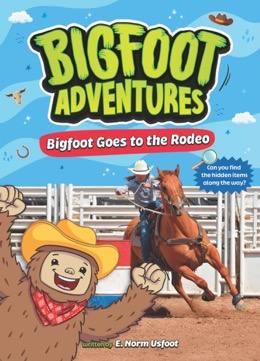 BIGFOOT
ADVENTURES
Bigfoot Goes to the Rodeo
Can you find
the hidden items
along the way?
written by E. Norm Usfoot